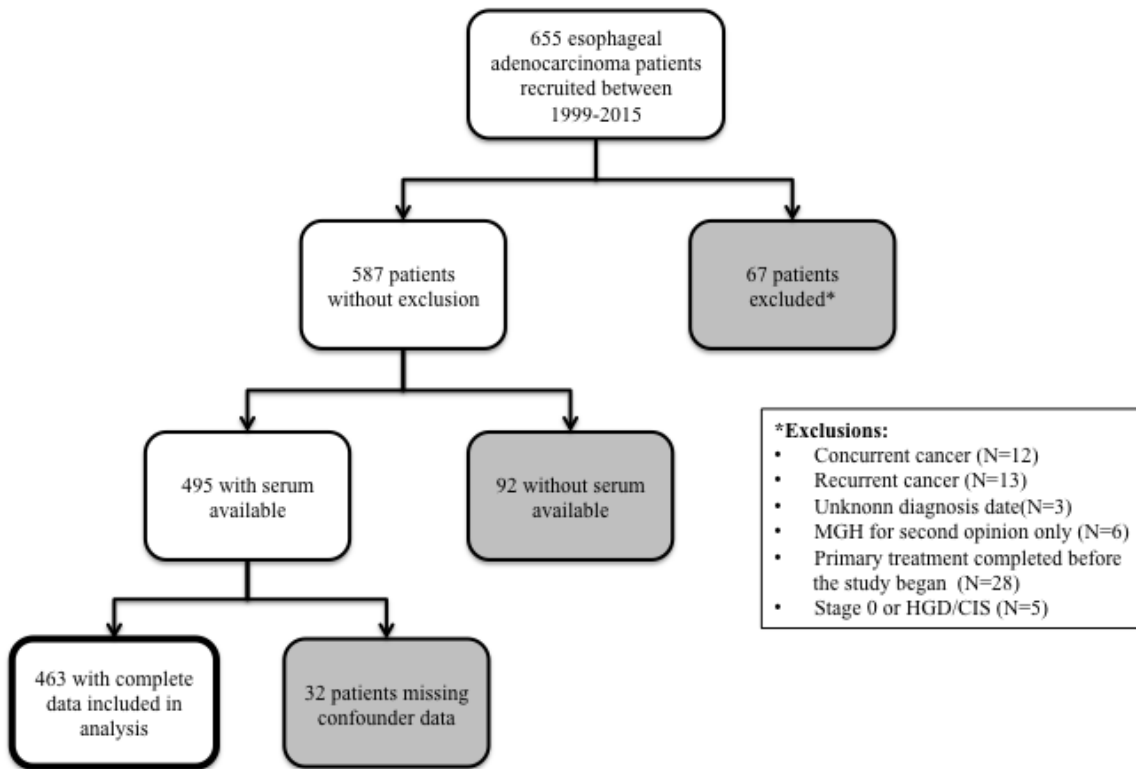 655 esophageal
adenocarcinoma patients
recruited between
1999-2015
587 patients
without exclusion
67 patients
excluded*
495 with serum
available
92 without serum
available
*Exclusions:
• Concurrent cancer (N=12)
• Recurrent cancer (N=13)
• Unknonn diagnosis date(N=3)
• MGH for second opinion only (N=6)
• Primary treatment completed before
the study began (N=28)
• Stage 0 or HGD/CIS (N=5)
463 with complete
data included in
analysis
32 patients missing
confounder data